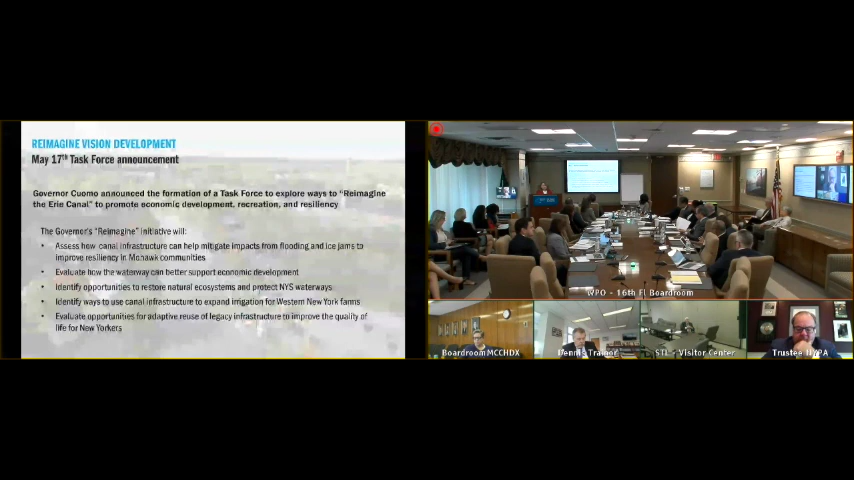 REIMAGINE VISION DEVELOPMENT
May 17th Task Force announcement
Governor Cuomo announced the formation of a Task Force to explore ways to "Reimagine
the Erie Canal" to promote economic development, recreation, and resiliency
The Governor's "Reimagine" Initiative will:
• Assess how canal infrastructure can help mitigate impacts from flooding and ice jams to
improve resiliency in Mohawk communities
• Evaluate how the waterway can better support economic development
• Identify opportunities to restore natural ecosystems and protect NYS waterways
• Identify ways to use canal infrastructure to expand irrigation for Western New York farms
• Evaluate opportunities for adaptive reuse of legacy infrastructure to improve the quality of
life for New Yorkers
WPO - 16th Fl Boardroom
Boardroom MCCHDX
Dennis Trainor
STL - Visitor Center
Trustee NYPA